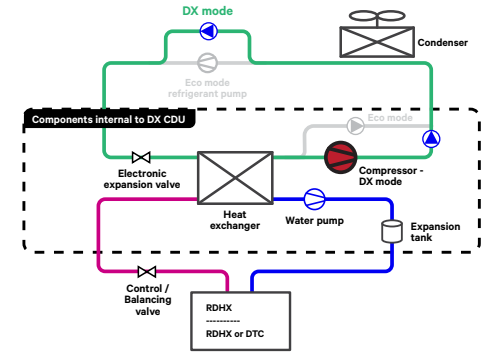 DX mode
Condenser
Eco mode
refrigerant pump
Components internal to DX CDU
Eco mode
Electronic
expansion valve
Compressor -
DX mode
Heat
exchanger
Water pump
Expansion
tank
Control /
Balancing
valve
RDHX
----------
RDHX or DTC